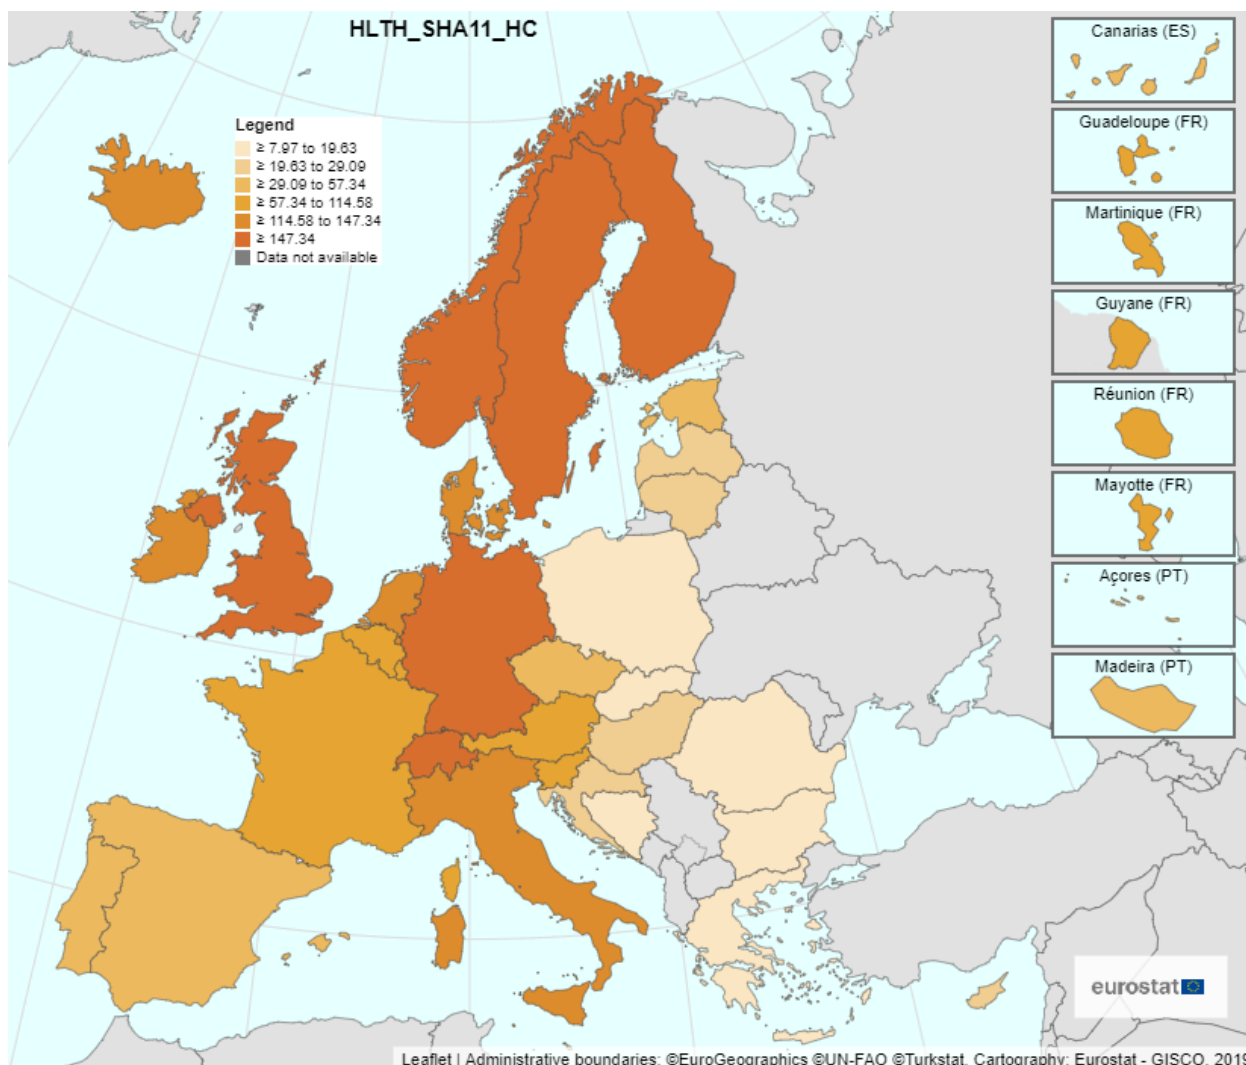 HLTH_SHA11_HC
Legend
≥ 7.97 to 19.63
≥ 19.63 to 29.09
≥ 29.09 to 57.34
≥ 57.34 to 114.58
≥ 114.58 to 147.34
≥ 147.34
Data not available
Canarias (ES)
Guadeloupe (FR)
Martinique (FR)
Guyane (FR)
Réunion (FR)
Mayotte (FR)
Açores (PT)
Madeira (PT)
eurostat
Leaflet | Administrative boundaries: ©EuroGeographics ©UN-FAO ©Turkstat, Cartography: Eurostat - GISCO, 2019